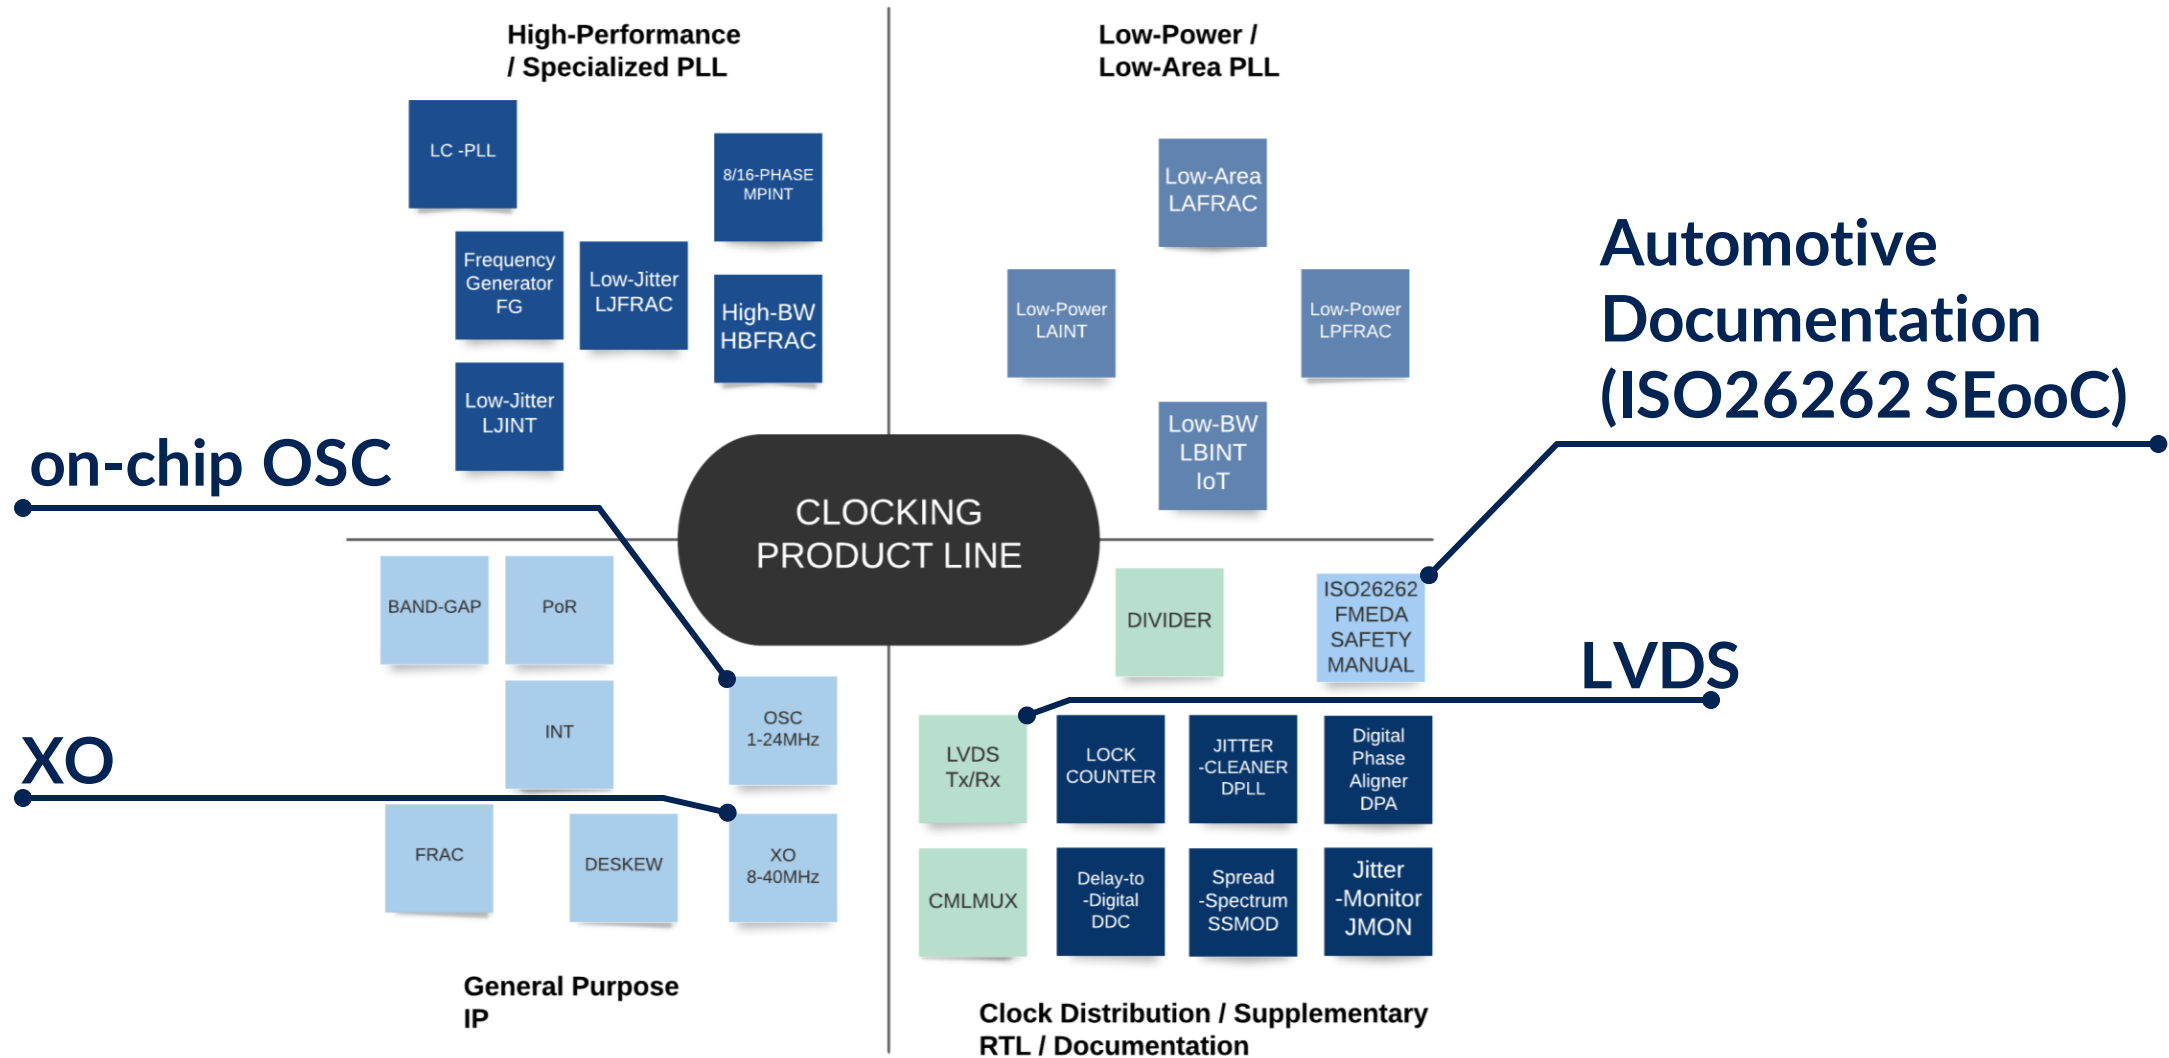 High-Performance
/ Specialized PLL
Low-Power /
Low-Area PLL
LC -PLL
8/16-PHASE
MPINT
Frequency
Generator
FG
Low-Jitter
LJFRAC
High-BW
HBFRAC
Low-Jitter
LJINT
Low-Area
LAFRAC
Low-Power
LAINT
Low-Power
LPFRAC
Low-BW
LBINT
IoT
Automotive
Documentation
(ISO26262 SEooC)
on-chip OSC
CLOCKING
PRODUCT LINE
BAND-GAP
PoR
INT
OSC
1-24MHz
XO
FRAC
DESKEW
XO
8-40MHz
General Purpose
IP
DIVIDER
ISO26262
FMEDA
SAFETY
MANUAL
LVDS
LVDS
Tx/Rx
LOCK
COUNTER
JITTER
-CLEANER
DPLL
Digital
Phase
Aligner
DPA
CMLMUX
Delay-to
-Digital
DDC
Spread
-Spectrum
SSMOD
Jitter
-Monitor
JMON
Clock Distribution / Supplementary
RTL / Documentation